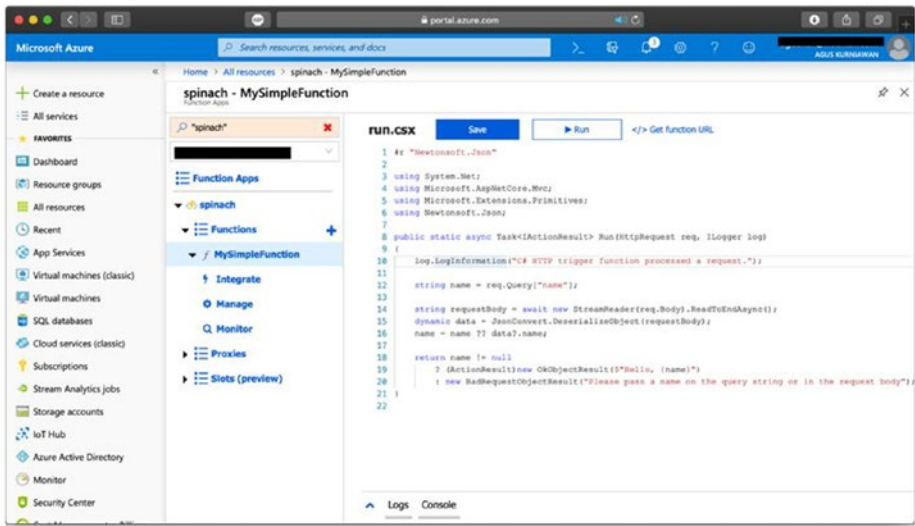 portal.azure.com
Microsoft Azure
Search resources, services, and docs
AGUS KURNIAWAN
Home > All resources > spinach - MySimpleFunction
Create a resource
All services
FAVORITES
Dashboard
Resource groups
All resources
Recent
App Services
Virtual machines (classic)
Virtual machines
SQL databases
Cloud services (classic)
Subscriptions
Stream Analytics jobs
Storage accounts
IoT Hub
Azure Active Directory
Monitor
Security Center
spinach - MySimpleFunction
Function Apps
"spinach"
Function Apps
spinach
Functions
MySimpleFunction
Integrate
Manage
Monitor
Proxies
Slots (preview)
run.csx Save Run </> Get function URL
1 #r "Newtonsoft.Json"
2
3 using System.Net;
4 using Microsoft.AspNetCore.Mvc;
5 using Microsoft.Extensions.Primitives;
6 using Newtonsoft.Json;
7
8 public static async Task<IActionResult> Run(HttpRequest req, ILogger log)
9 {
10 log.LogInformation("C# HTTP trigger function processed a request.");
11
12 string name = req.Query["name"];
13
14 string requestBody = await new StreamReader(req.Body).ReadToEndAsync();
15 dynamic data = JsonConvert.DeserializeObject(requestBody);
16 name = name ?? data?.name;
17
18 return name != null
19 ? (ActionResult)new OkObjectResult($"Hello, {name}")
20 : new BadRequestObjectResult("Please pass a name on the query string or in the request body");
21 }
22
Logs Console